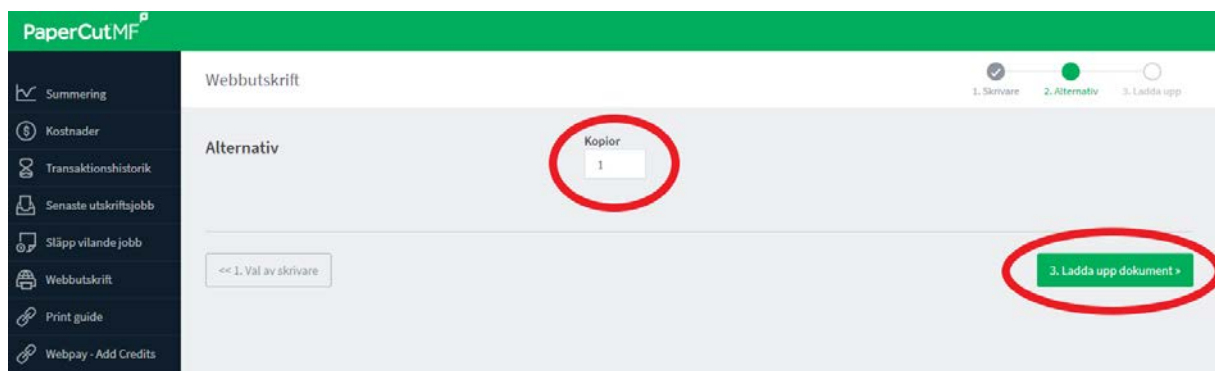 PaperCutMF
Summering
Kostnader
Transaktionshistorik
Senaste utskriftsjobb
Släpp vilande jobb
Webbutskrift
Print guide
Webpay - Add Credits
Webbutskrift
1. Skrivare
2. Alternativ
3. Ladda upp
Alternativ
Kopior
1
<< 1. Val av skrivare
3. Ladda upp dokument »